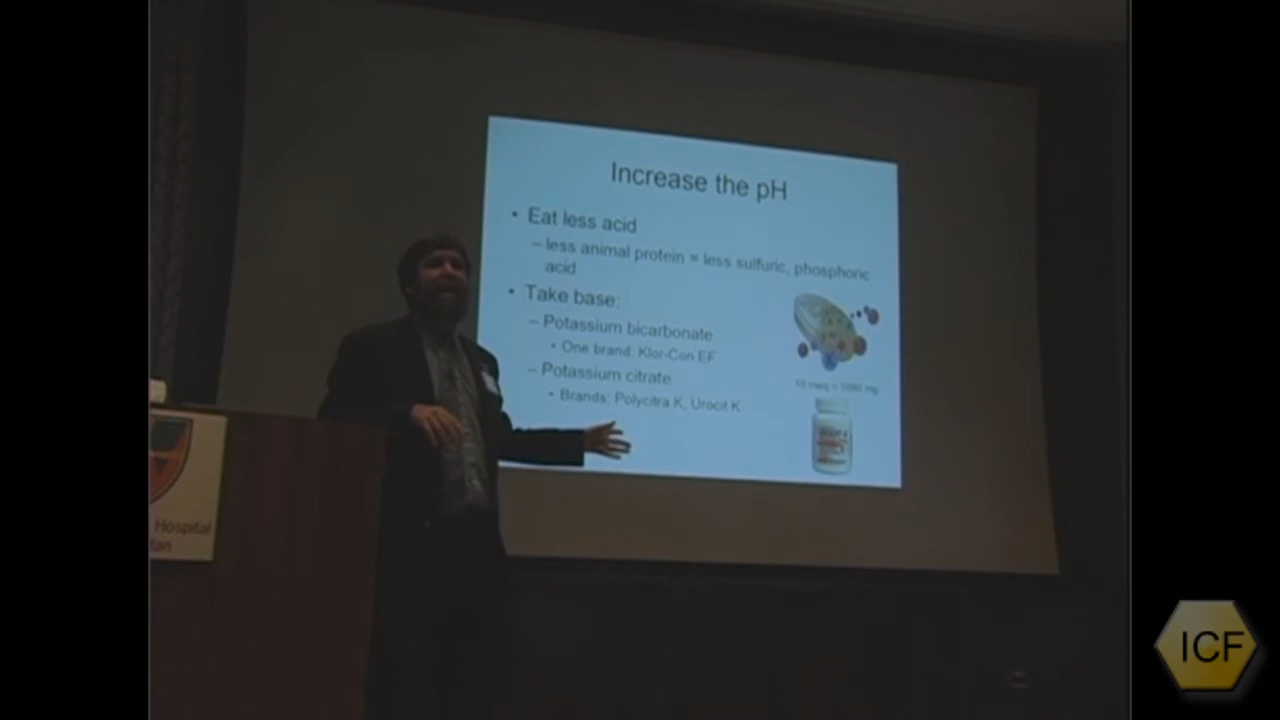 Increase the pH
• Eat less acid
– less animal protein = less sulfuric, phosphoric
acid
• Take base:
– Potassium bicarbonate
• One brand: Klor-Con EF
– Potassium citrate
• Brands: Polycitra K, Urocit K
10 meq = 1080 mg
Hospital
ICF